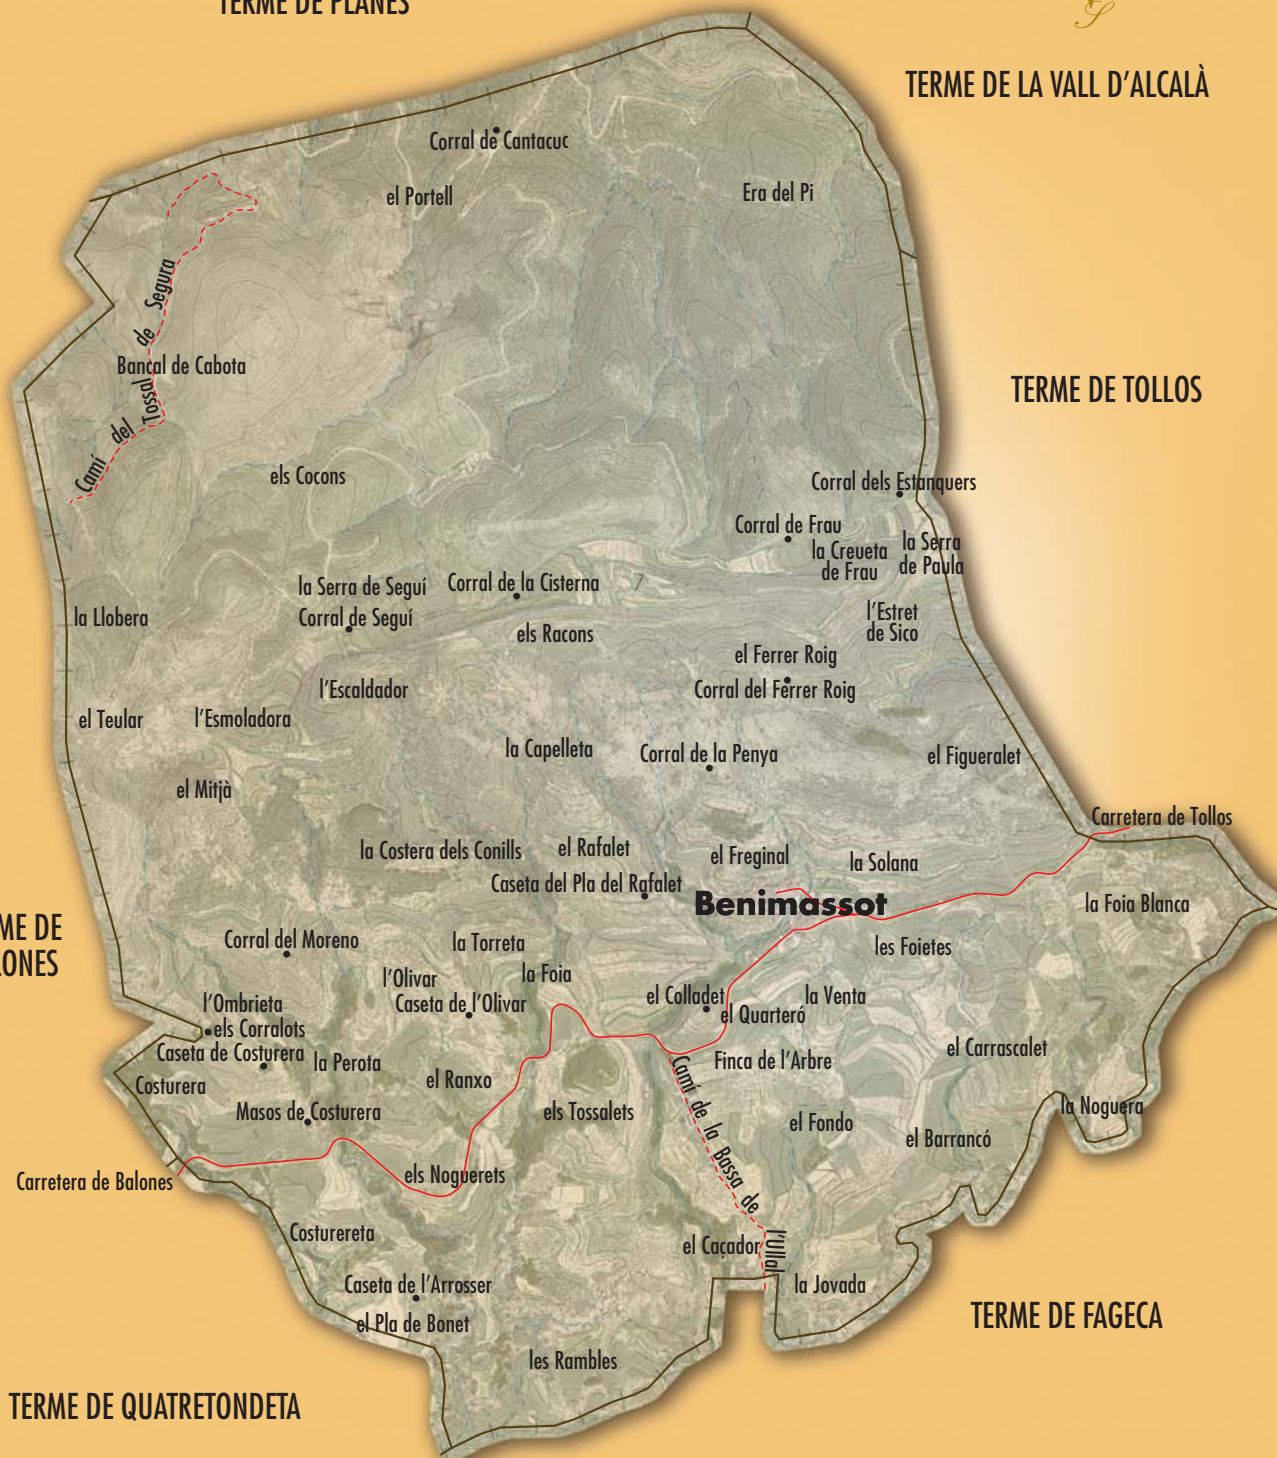 TERME DE PLANES
S
TERME DE LA VALL D'ALCALÀ
Corral de Cantacuc
el Portell
Era del Pi
Camí del Tossal de Segura
Bancal de Cabota
TERME DE TOLLOS
els Cocons
Corral dels Estanquers
Corral de Frau
la Creueta
de Frau
la Serra
de Paula
la Serra de Seguí
Corral de la Cisterna
la Llobera
Corral de Seguí
els Racons
l'Estret
de Sico
el Ferrer Roig
l'Escaldador
Corral del Ferrer Roig
el Teular
l'Esmoladora
la Capelleta
Corral de la Penya
el Figueralet
el Mitjà
Carretera de Tollos
la Costera dels Conills
el Rafalet
el Freginal
la Solana
Caseta del Pla del Rafalet
Benimassot
la Foia Blanca
ME DE
LONES
Corral del Moreno
la Torreta
les Foietes
l'Olivar
la Foia
l'Ombrieta
Caseta de l'Olivar
el Colladet
la Venta
el Quarteró
els Corralots
Caseta de Costurera
la Perota
Finca de l'Arbre
el Carrascalet
Costurera
el Ranxo
Camí de la Bassa de l'Ullal
Masos de Costurera
els Tossalets
el Fondo
la Noguera
el Barrancó
Carretera de Balones
els Noguerets
Costurereta
el Caçador
Caseta de l'Arrosser
la Jovada
el Pla de Bonet
TERME DE FAGECA
les Rambles
TERME DE QUATRETONDETA